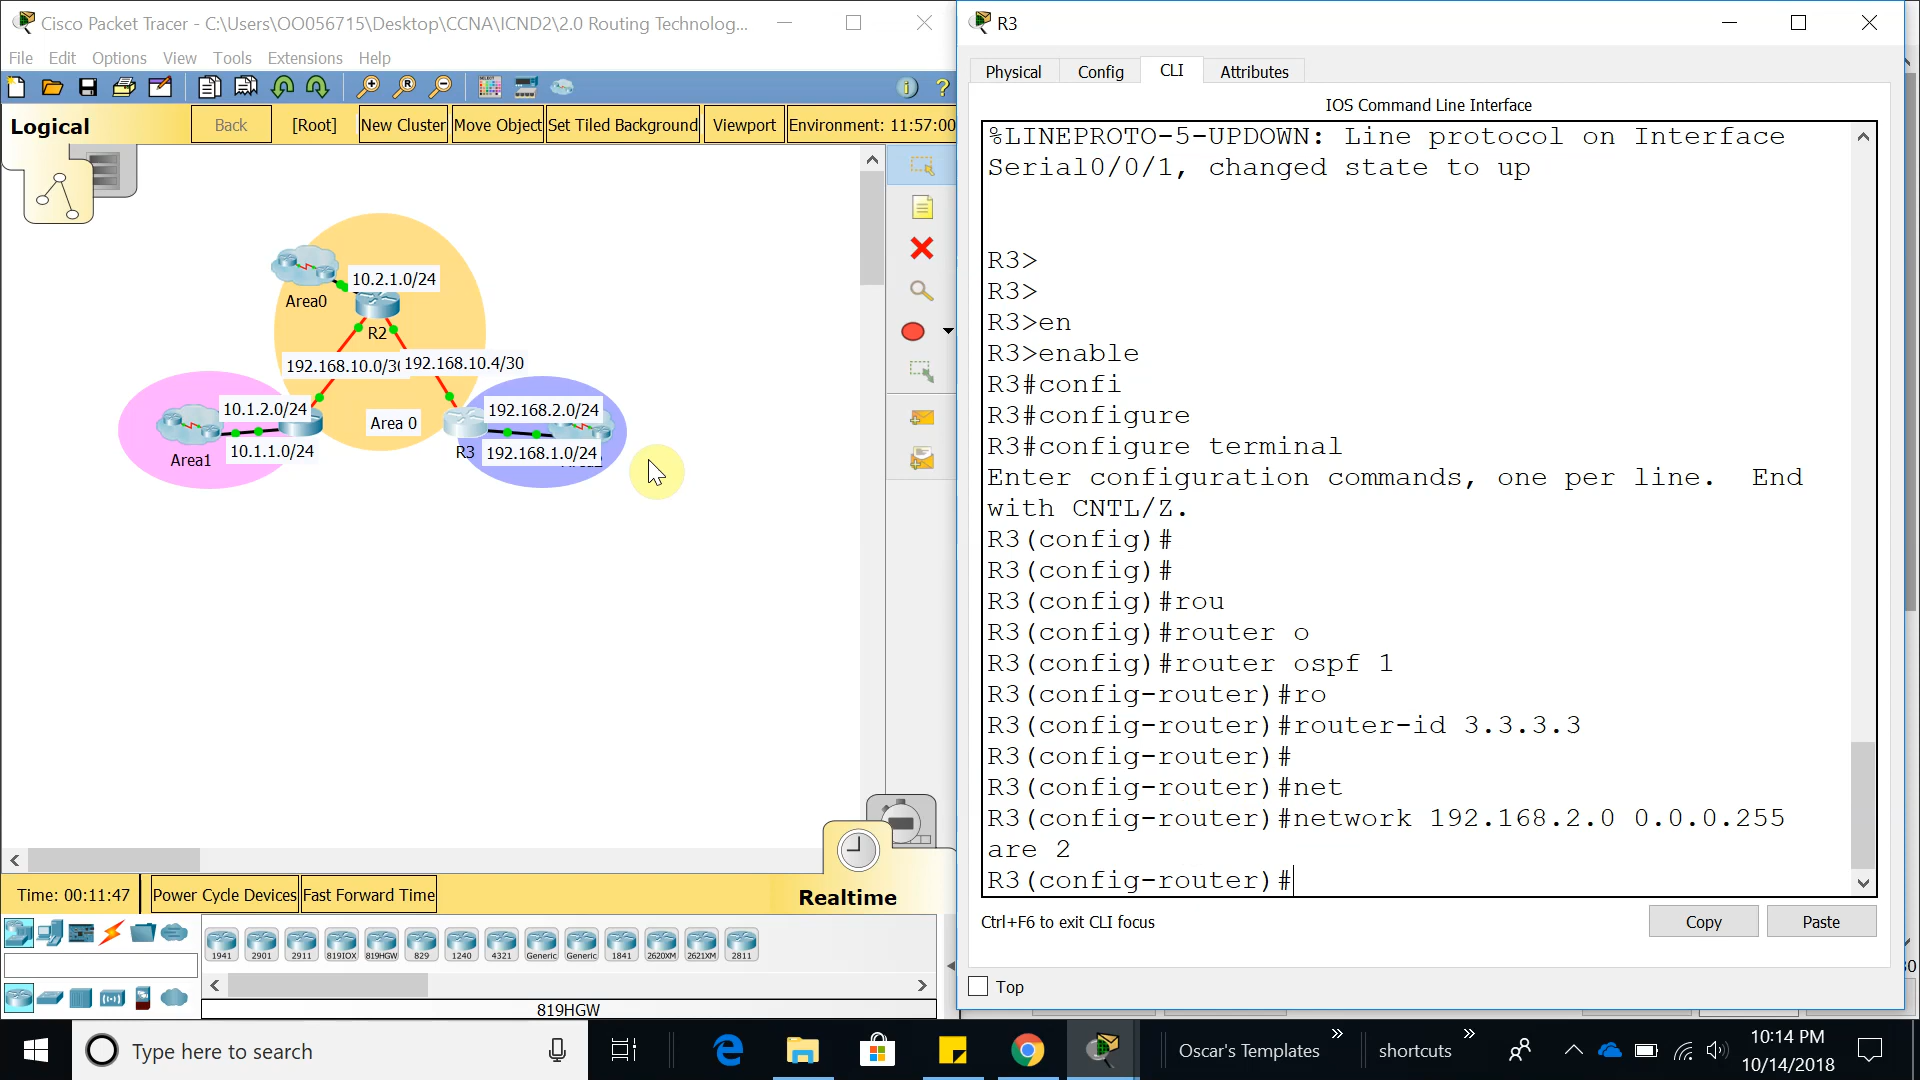 Cisco Packet Tracer - C:\Users\OO056715\Desktop\CCNA\ICND2\2.0 Routing Technolog...
File Edit Options View Tools Extensions Help
Logical
Back
[Root]
New Cluster
Move Object
Set Tiled Background
Viewport
Environment: 11:57:00
10.2.1.0/24
Area0
R2
192.168.10.0/30
192.168.10.4/30
10.1.2.0/24
Area 0
192.168.2.0/24
Area1
10.1.1.0/24
R3
192.168.1.0/24
Time: 00:11:47
Power Cycle Devices
Fast Forward Time
Realtime
1941
2901
2911
819IOX
819HGW
829
1240
4321
Generic
Generic
1841
2620XM
2621XM
2811
819HGW
R3
Physical
Config
CLI
Attributes
IOS Command Line Interface
%LINEPROTO-5-UPDOWN: Line protocol on Interface
Serial0/0/1, changed state to up
R3>
R3>
R3>en
R3>enable
R3#confi
R3#configure
R3#configure terminal
Enter configuration commands, one per line.  End
with CNTL/Z.
R3(config)#
R3(config)#
R3(config)#rou
R3(config)#router o
R3(config)#router ospf 1
R3(config-router)#ro
R3(config-router)#router-id 3.3.3.3
R3(config-router)#
R3(config-router)#net
R3(config-router)#network 192.168.2.0 0.0.0.255
are 2
R3(config-router)#
Ctrl+F6 to exit CLI focus
Copy
Paste
Top
Type here to search
Oscar's Templates
shortcuts
10:14 PM
10/14/2018